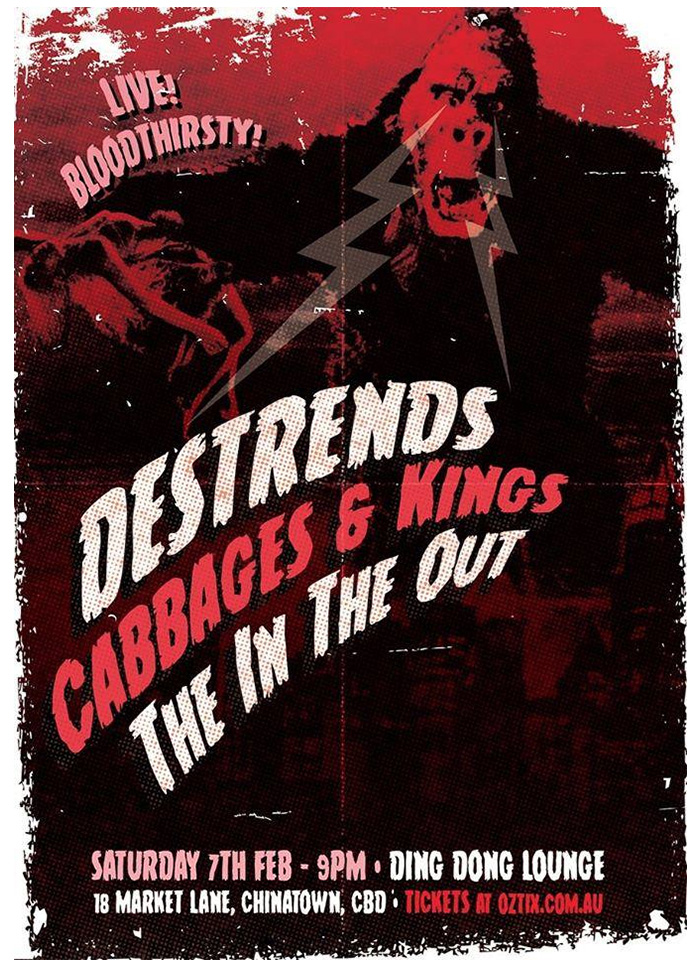 LIVE!
BLOODTHIRSTY!
DESTRENDS
CABBAGES & KINGS
THE IN THE OUT
SATURDAY 7TH FEB - 9PM • DING DONG LOUNGE
18 MARKET LANE, CHINATOWN, CBD • TICKETS AT OZTIX.COM.AU